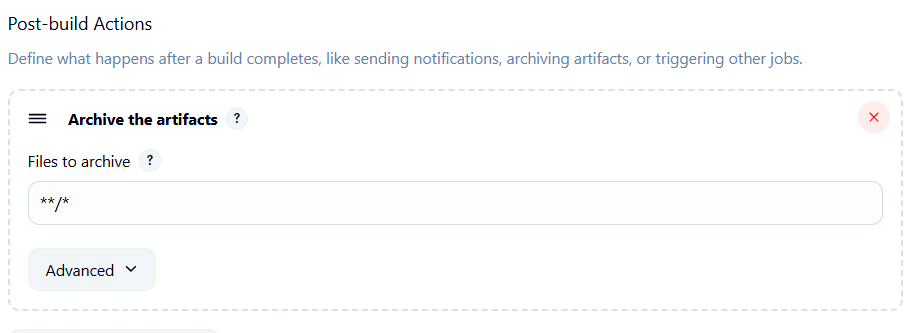 Post-build Actions
Define what happens after a build completes, like sending notifications, archiving artifacts, or triggering other jobs.
Archive the artifacts ?
Files to archive ?
**/*
Advanced